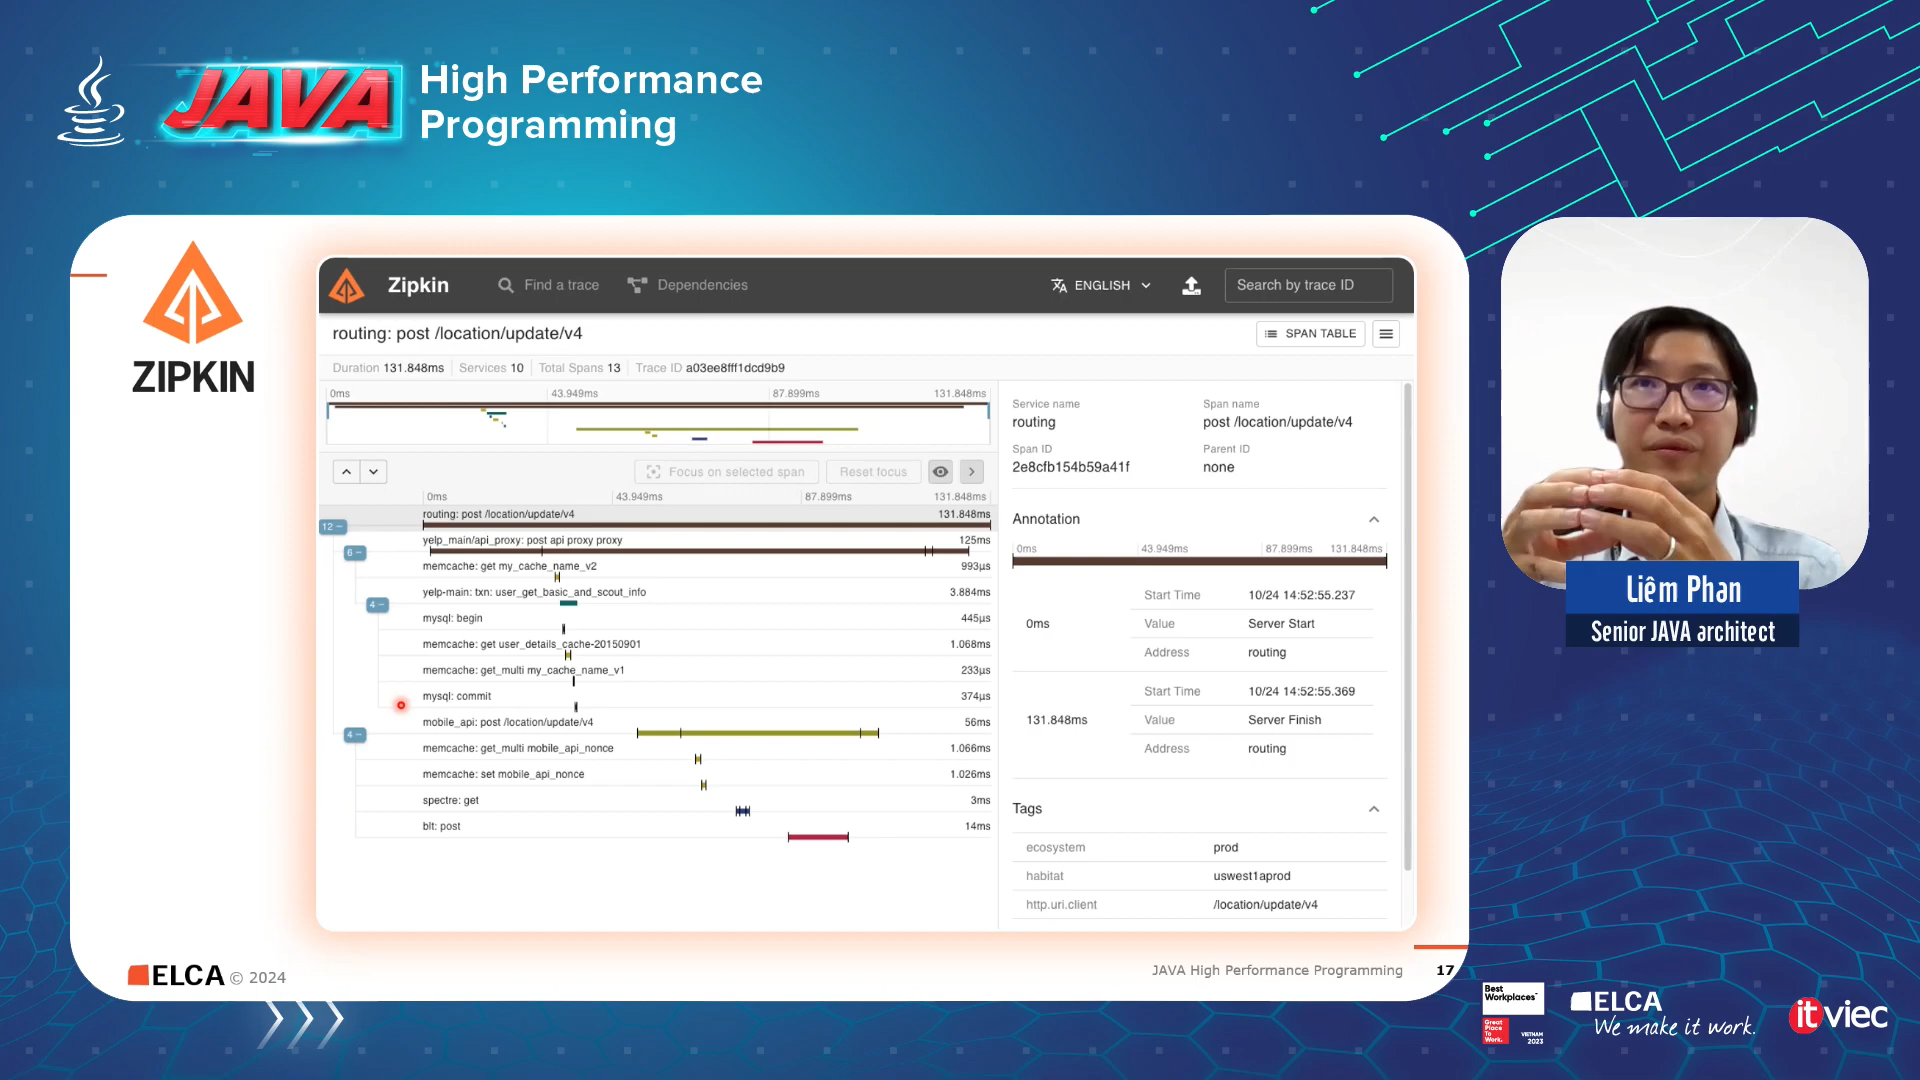 JAVA
High Performance
Programming
ZIPKIN
Zipkin
Find a trace
Dependencies
ENGLISH
Search by trace ID
routing: post /location/update/v4
SPAN TABLE
Duration 131.848ms Services 10 Total Spans 13 Trace ID a03ee8fff1dcd9b9
0ms 43.949ms 87.899ms 131.848ms
Focus on selected span
Reset focus
0ms 43.949ms 87.899ms 131.848ms
routing: post /location/update/v4 131.848ms
12 −
yelp_main/api_proxy: post api proxy proxy 125ms
6 −
memcache: get my_cache_name_v2 993µs
yelp-main: txn: user_get_basic_and_scout_info 3.884ms
4 −
mysql: begin 445µs
memcache: get user_details_cache-20150901 1.068ms
memcache: get_multi my_cache_name_v1 233µs
mysql: commit 374µs
mobile_api: post /location/update/v4 56ms
4 −
memcache: get_multi mobile_api_nonce 1.066ms
memcache: set mobile_api_nonce 1.026ms
spectre: get 3ms
blt: post 14ms
Service name Span name
routing post /location/update/v4
Span ID Parent ID
2e8cfb154b59a41f none
Annotation
0ms 43.949ms 87.899ms 131.848ms
Start Time 10/24 14:52:55.237
0ms Value Server Start
Address routing
Start Time 10/24 14:52:55.369
131.848ms Value Server Finish
Address routing
Tags
ecosystem prod
habitat uswest1aprod
http.uri.client /location/update/v4
Liêm Phan
Senior JAVA architect
ELCA © 2024
JAVA High Performance Programming 17
Best
Workplaces™
Great
Place
To
Work.
VIETNAM
2023
ELCA
We make it work.
itviec